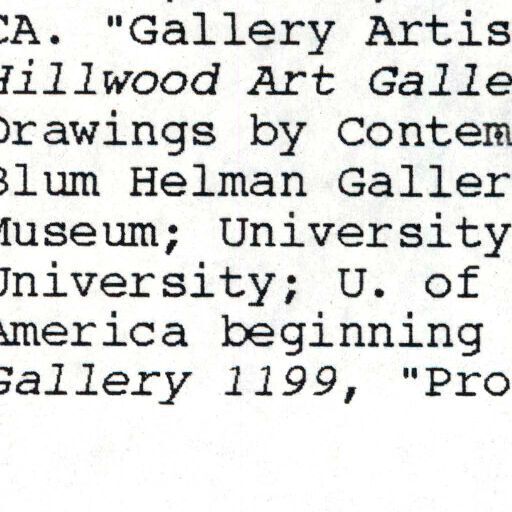 CA. "Gallery Artis
Hillwood Art Galle
Drawings by Contem
Blum Helman Galler
Museum; University
University; U. of
America beginning
Gallery 1199, "Pro